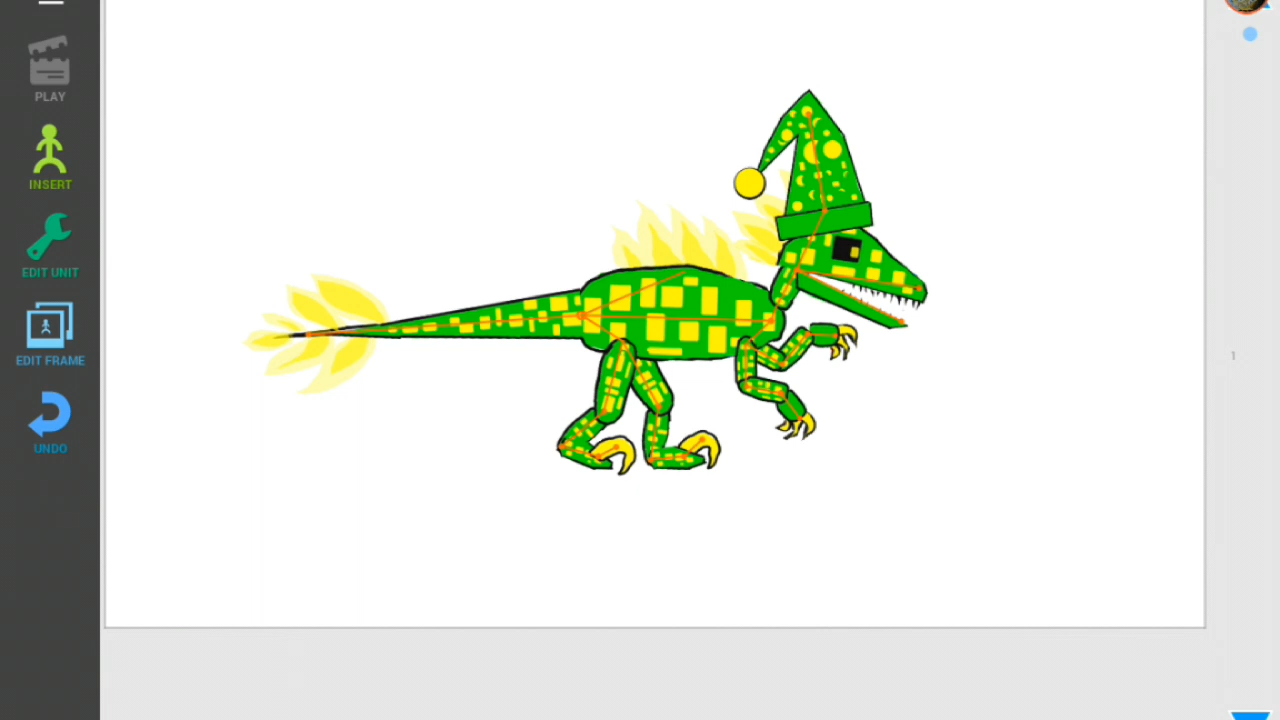 PLAY
INSERT
EDIT UNIT
EDIT FRAME
UNDO
1